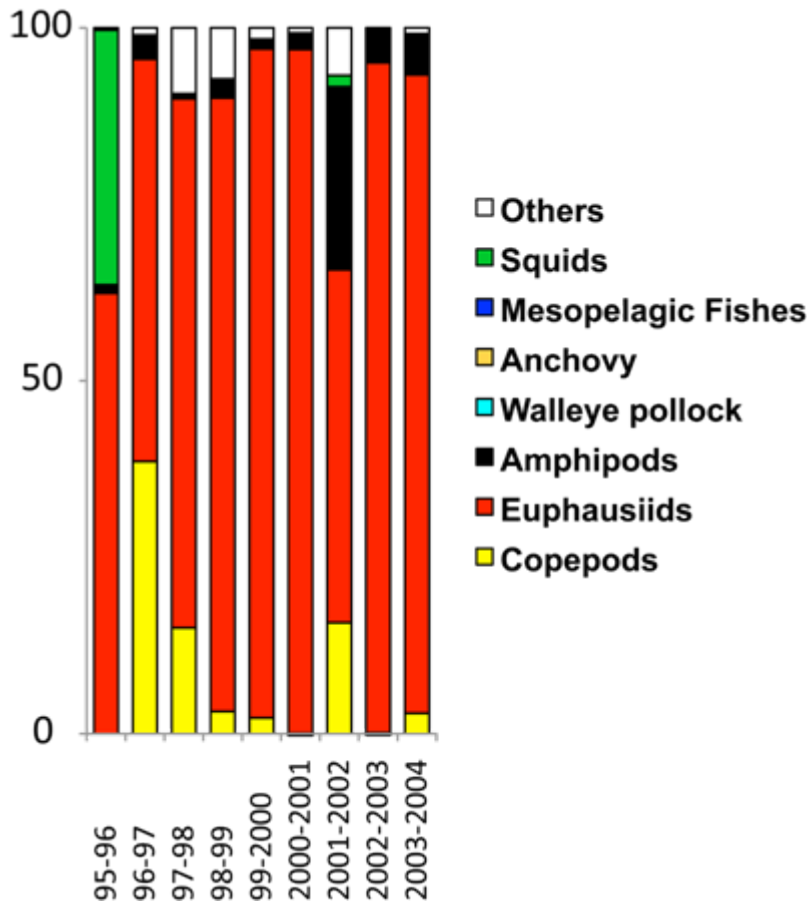 100
50
0
Others
Squids
Mesopelagic Fishes
Anchovy
Walleye pollock
Amphipods
Euphausiids
Copepods
95-96
96-97
97-98
98-99
99-2000
2000-2001
2001-2002
2002-2003
2003-2004